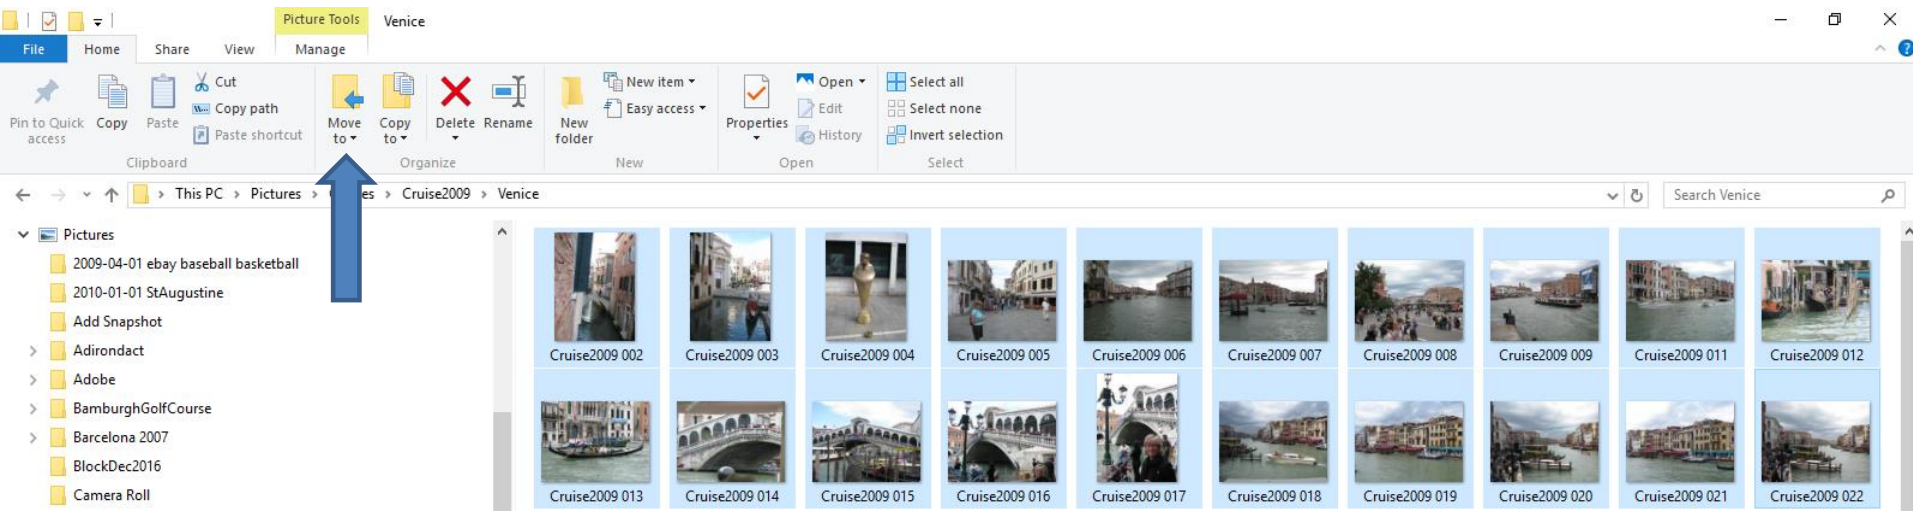 Picture Tools Venice
File Home Share View Manage
Cut New item Open Select all
Copy path Easy access Edit Select none
Pin to Quick access Copy Paste Paste shortcut Move to Copy to Delete Rename New folder Properties History Invert selection
Clipboard Organize New Open Select
This PC > Pictures > es > Cruise2009 > Venice Search Venice
Pictures
2009-04-01 ebay baseball basketball
2010-01-01 StAugustine
Add Snapshot
Adirondact
Adobe
BamburghGolfCourse
Barcelona 2007
BlockDec2016
Camera Roll
Cruise2009 002 Cruise2009 003 Cruise2009 004 Cruise2009 005 Cruise2009 006 Cruise2009 007 Cruise2009 008 Cruise2009 009 Cruise2009 011 Cruise2009 012
Cruise2009 013 Cruise2009 014 Cruise2009 015 Cruise2009 016 Cruise2009 017 Cruise2009 018 Cruise2009 019 Cruise2009 020 Cruise2009 021 Cruise2009 022